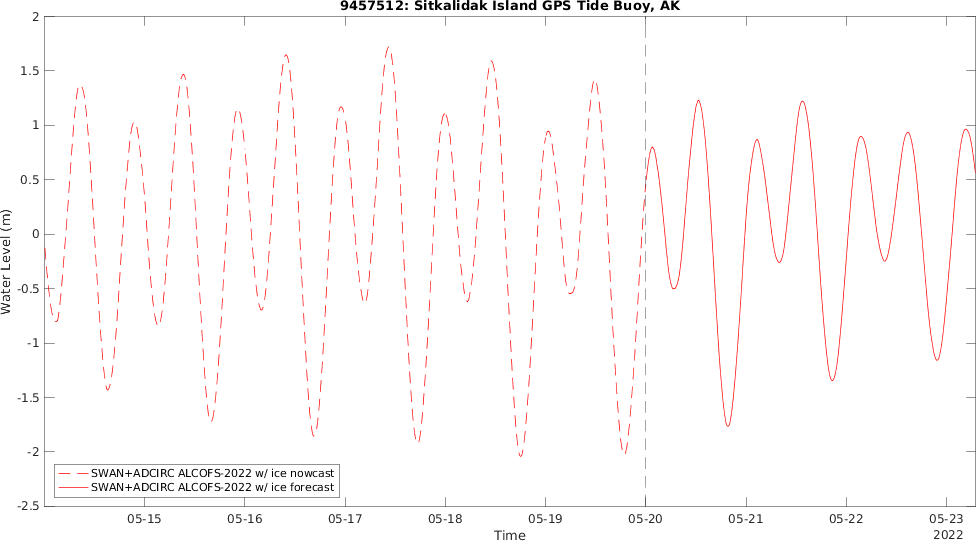 9457512: Sitkalidak Island GPS Tide Buoy, AK
2
1.5
1
0.5
0
-0.5
-1
-1.5
-2
-2.5
Water Level (m)
SWAN+ADCIRC ALCOFS-2022 w/ ice nowcast
SWAN+ADCIRC ALCOFS-2022 w/ ice forecast
05-15 05-16 05-17 05-18 05-19 05-20 05-21 05-22 05-23
2022
Time